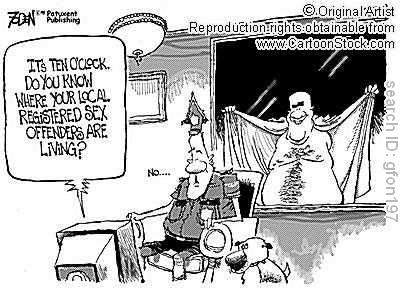 Patuxent
Publishing
© Original Artist
Reproduction rights obtainable from
www.CartoonStock.com
IT'S TEN O'CLOCK.
DO YOU KNOW
WHERE YOUR LOCAL
REGISTERED SEX
OFFENDERS ARE
LIVING?
NO....
search ID: gfon197